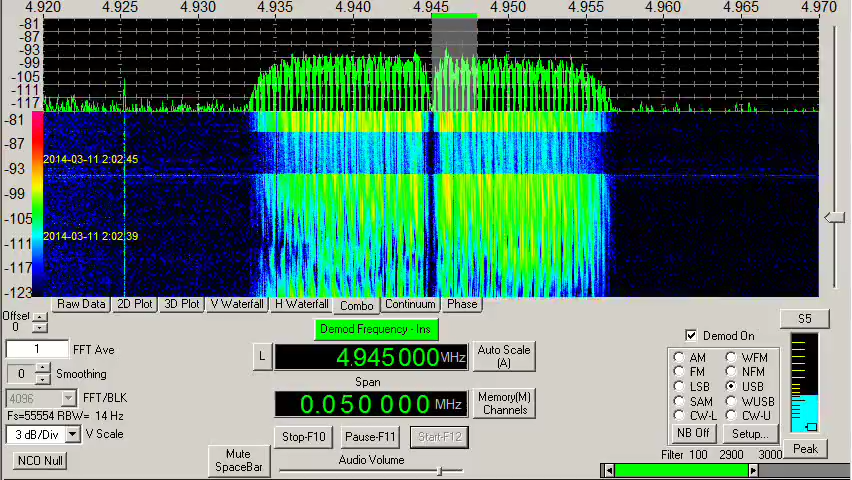 4.920 4.925 4.930 4.935 4.940 4.945 4.950 4.955 4.960 4.965 4.970
-81
-87
-93
-99
-105
-111
-117
-81
-87
-93
-99
-105
-111
-117
-123
2014-03-11 2:02:45
2014-03-11 2:02:39
Raw Data 2D Plot 3D Plot V Waterfall H Waterfall Combo Continuum Phase
Offset
0
Demod Frequency - Ins
Demod On
S5
1 FFT Ave
L 4.945000 MHz Auto Scale
(A)
0 Smoothing
Span
4096 FFT/BLK
0.050 000 MHz Memory(M)
Channels
Fs=55554 RBW= 14 Hz
3 dB/Div V Scale
Stop-F10 Pause-F11 Start-F12
NCO Null
Mute
SpaceBar
Audio Volume
AM WFM
FM NFM
LSB USB
SAM WUSB
CW-L CW-U
NB Off Setup...
Peak
Filter 100 2900 3000